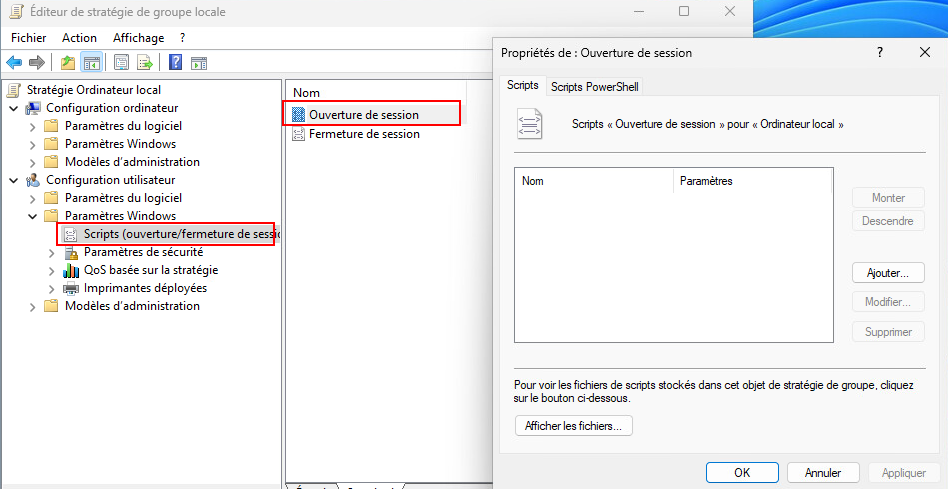 Éditeur de stratégie de groupe locale
Fichier Action Affichage ?
Stratégie Ordinateur local
Configuration ordinateur
Paramètres du logiciel
Paramètres Windows
Modèles d'administration
Configuration utilisateur
Paramètres du logiciel
Paramètres Windows
Scripts (ouverture/fermeture de
Paramètres de sécurité
QoS basée sur la stratégie
Imprimantes déployées
Modèles d'administration
Nom
Ouverture de session
Fermeture de session
Propriétés de : Ouverture de session
?
Scripts Scripts PowerShell
Scripts « Ouverture de session » pour « Ordinateur local »
Nom Paramètres
Monter
Descendre
Ajouter...
Modifier...
Supprimer
Pour voir les fichiers de scripts stockés dans cet objet de stratégie de groupe, cliquez
sur le bouton ci-dessous.
Afficher les fichiers...
OK Annuler Appliquer